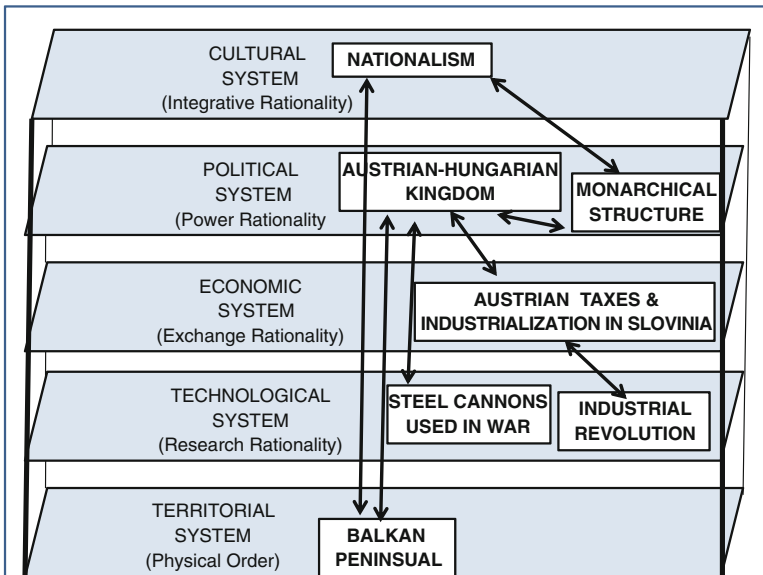 CULTURAL
SYSTEM
(Integrative Rationality)
NATIONALISM
POLITICAL
SYSTEM
(Power Rationality
AUSTRIAN-HUNGARIAN
KINGDOM
MONARCHICAL
STRUCTURE
ECONOMIC
SYSTEM
(Exchange Rationality)
AUSTRIAN TAXES &
INDUSTRIALIZATION IN SLOVINIA
TECHNOLOGICAL
SYSTEM
(Research Rationality)
STEEL CANNONS
USED IN WAR
INDUSTRIAL
REVOLUTION
TERRITORIAL
SYSTEM
(Physical Order)
BALKAN
PENINSUAL